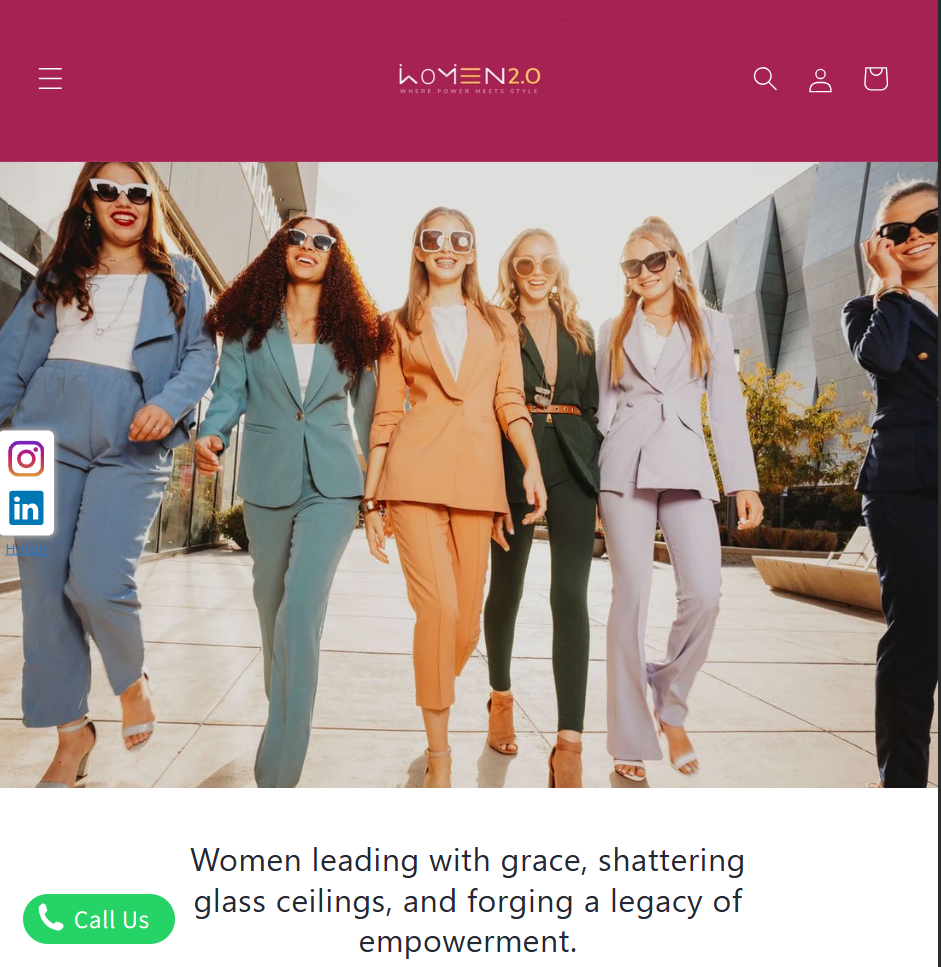 WOMEN2.0
WHERE POWER MEETS STYLE
in
Women leading with grace, shattering
glass ceilings, and forging a legacy of
empowerment.
Call Us